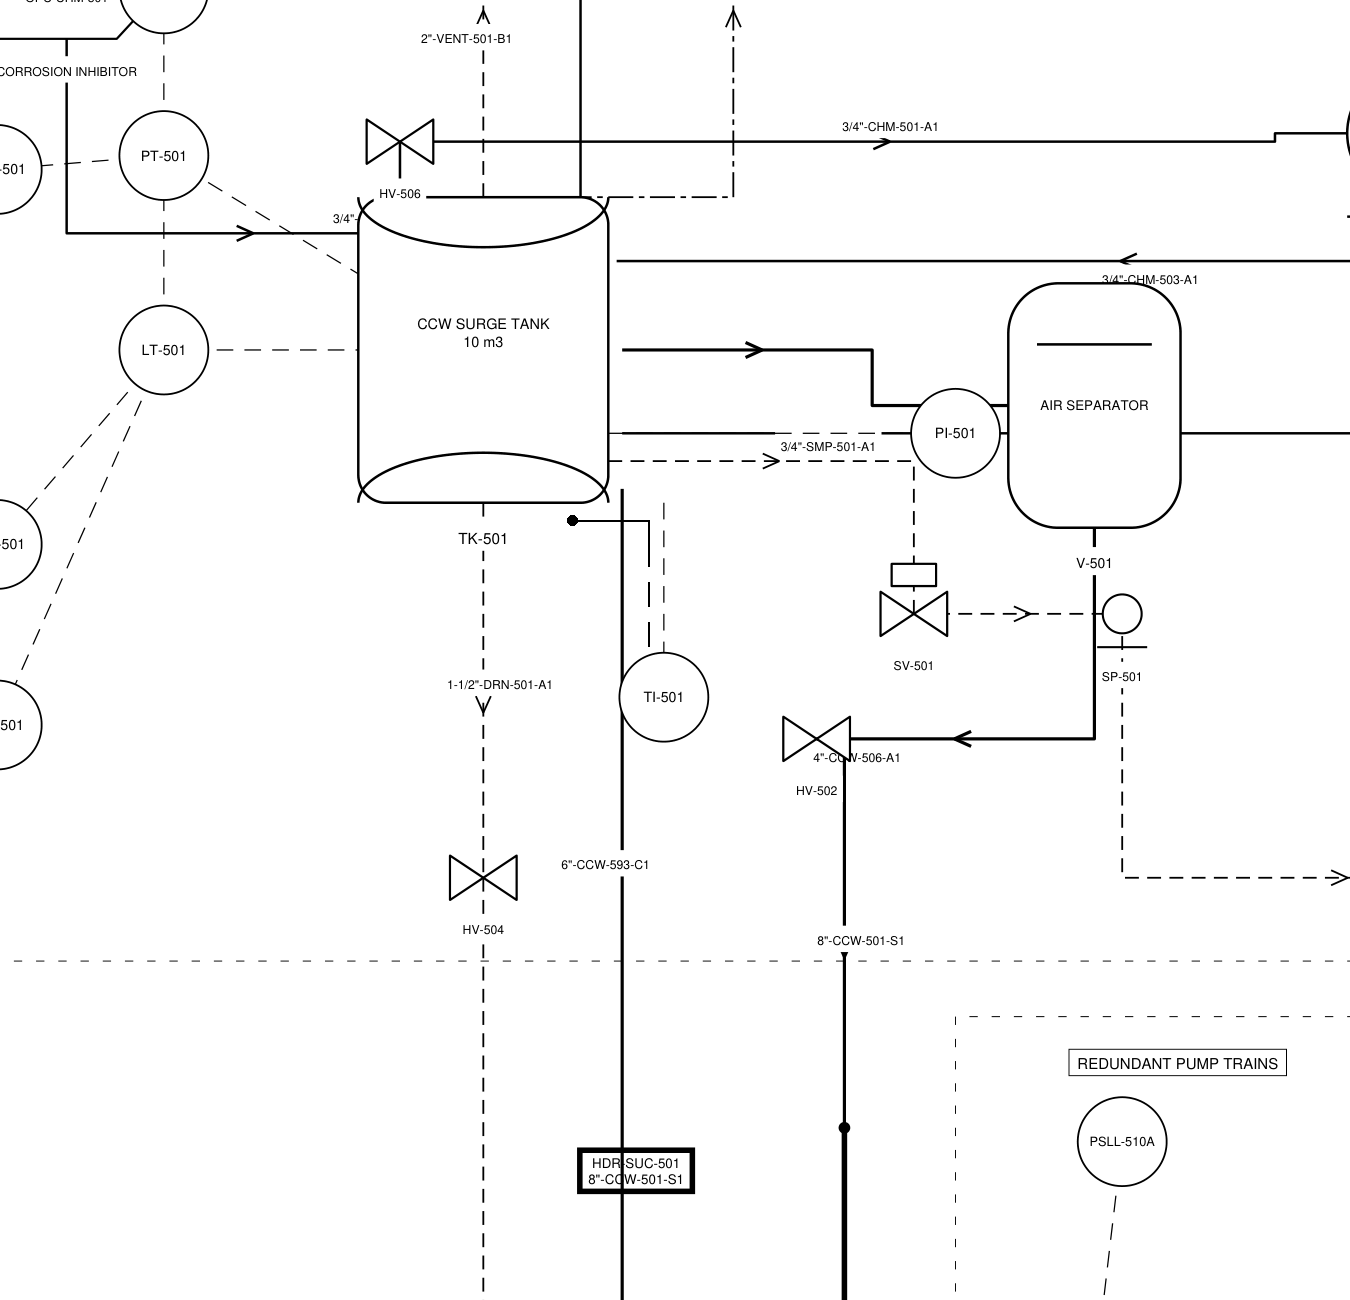 2"-VENT-501-B1
CORROSION INHIBITOR
3/4"-CHM-501-A1
PT-501
-501
HV-506
3/4"-
3/4"-CHM-503-A1
CCW SURGE TANK
10 m3
LT-501
AIR SEPARATOR
PI-501
3/4"-SMP-501-A1
TK-501
-501
V-501
SV-501
SP-501
1-1/2"-DRN-501-A1
TI-501
501
4"-CCW-506-A1
HV-502
6"-CCW-593-C1
HV-504
8"-CCW-501-S1
REDUNDANT PUMP TRAINS
PSLL-510A
HDR-SUC-501
8"-CCW-501-S1